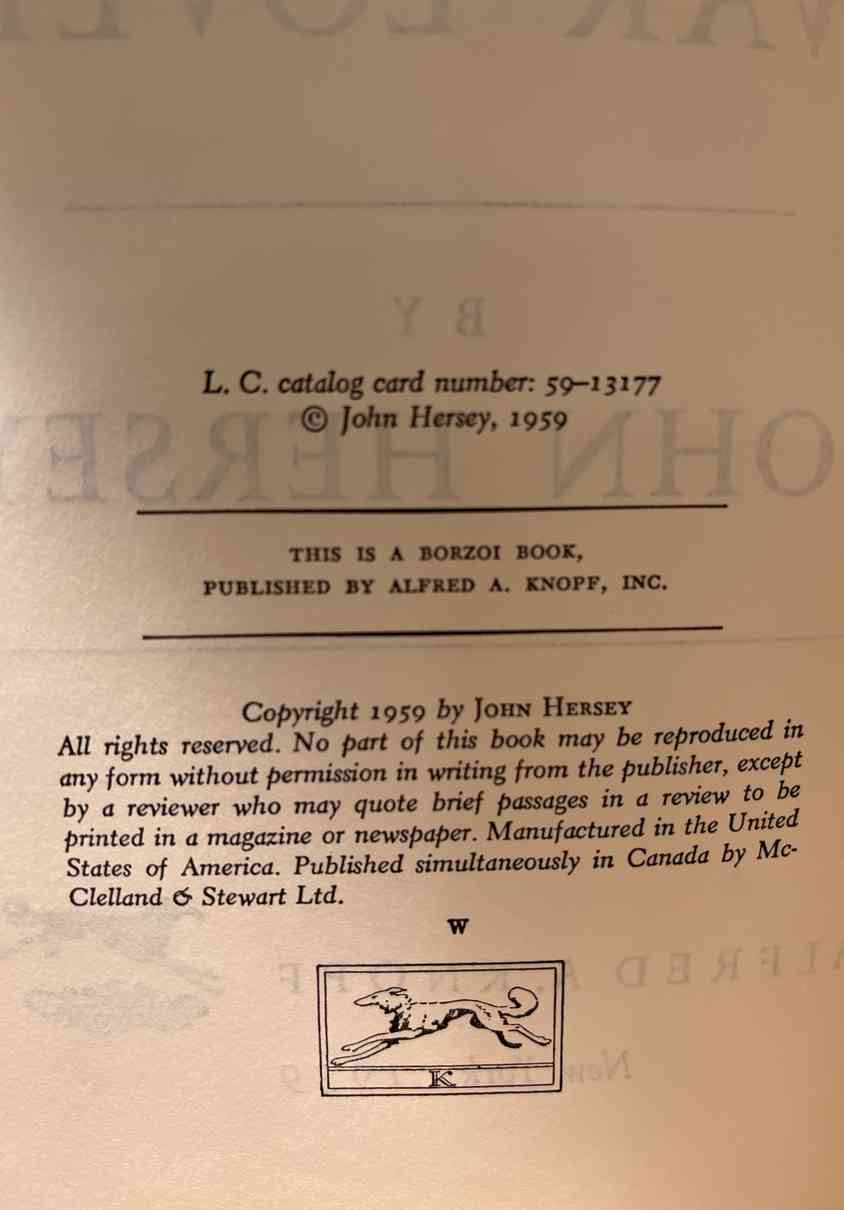 L. C. catalog card number: 59–13177
© John Hersey, 1959
THIS IS A BORZOI BOOK,
PUBLISHED BY ALFRED A. KNOPF, INC.
Copyright 1959 by JOHN HERSEY
All rights reserved. No part of this book may be reproduced in
any form without permission in writing from the publisher, except
by a reviewer who may quote brief passages in a review to be
printed in a magazine or newspaper. Manufactured in the United
States of America. Published simultaneously in Canada by Mc-
Clelland & Stewart Ltd.
W
K